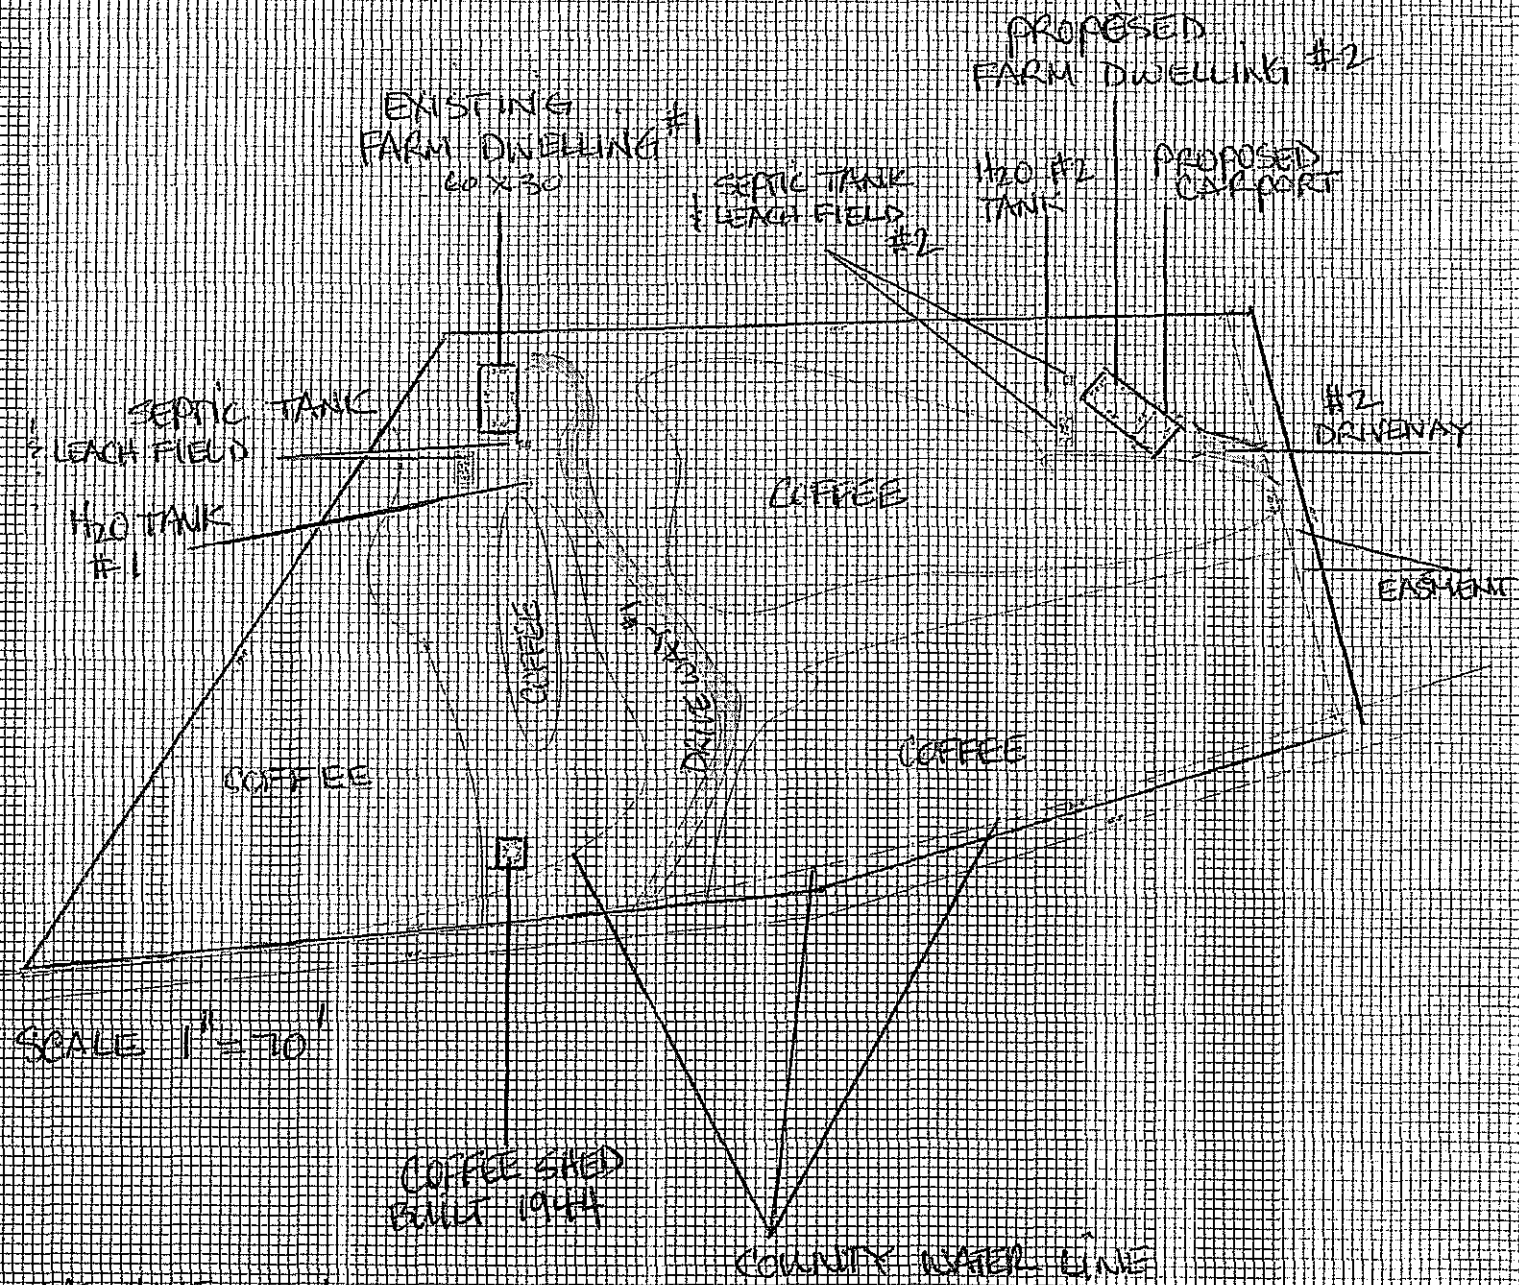 PROPOSED
FARM DWELLING #2
EXISTING
FARM DWELLING #1
60 x 30
SEPTIC TANK
& LEACH FIELD
#2
H2O #2
TANK
PROPOSED
CARPORT
SEPTIC TANK
& LEACH FIELD
#2
DRIVEWAY
H2O TANK
#1
COFFEE
EASMENT
COFFEE
DRIVEWAY #1
COFFEE
COFFEE
SCALE 1" = 70'
COFFEE SHED
BUILT 1944
COUNTY WATER LINE